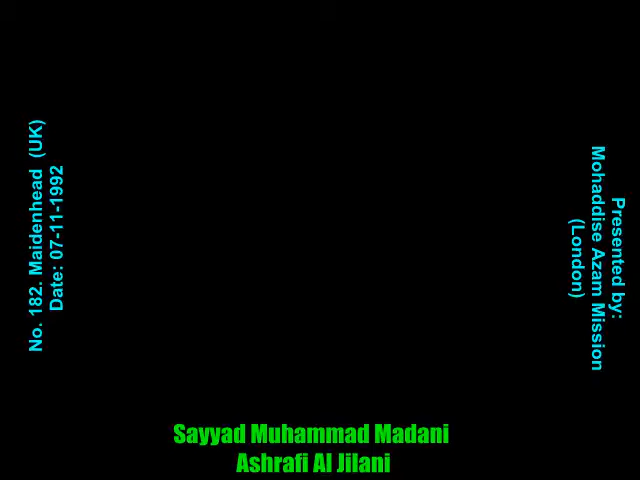 No. 182. Maidenhead (UK)
Date: 07-11-1992
Presented by:
Mohaddise Azam Mission
(London)
Sayyad Muhammad Madani
Ashrafi Al Jilani